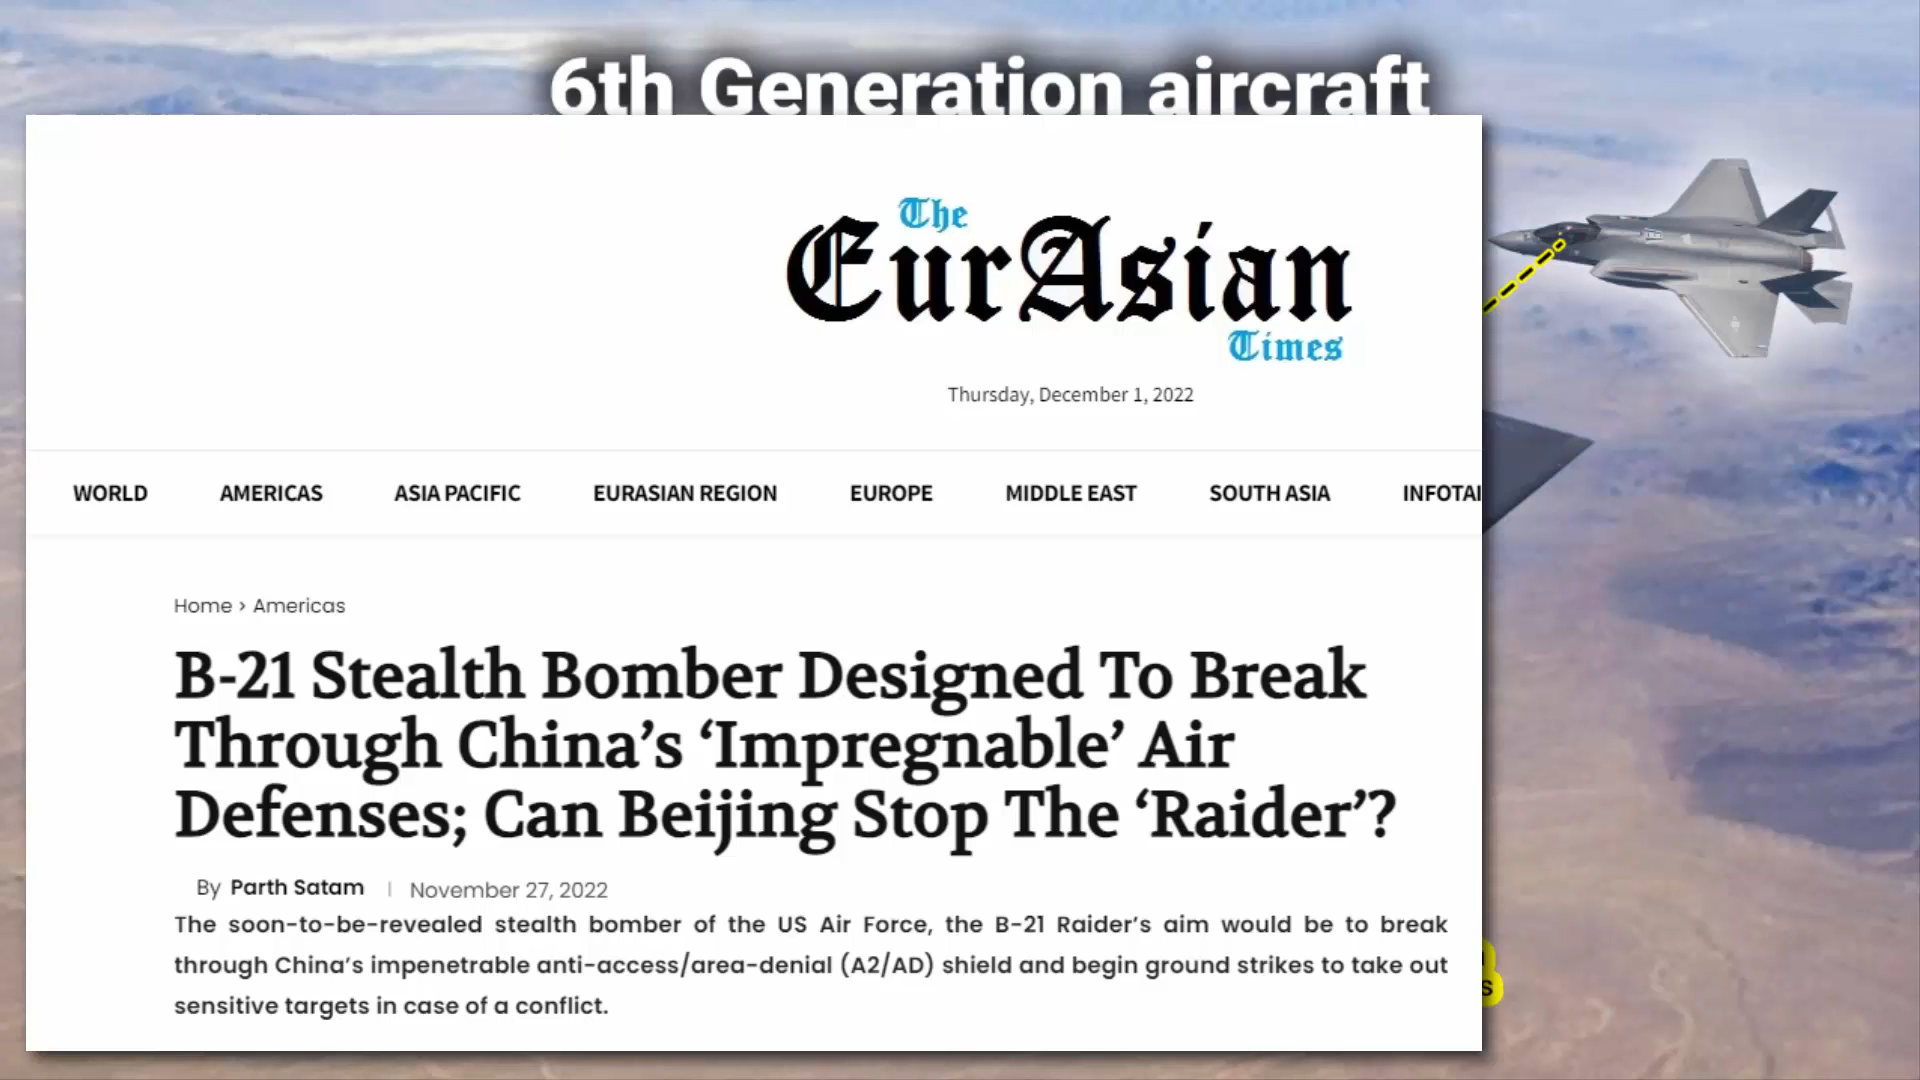 6th Generation aircraft
The
EurAsian
Times
Thursday, December 1, 2022
WORLD AMERICAS ASIA PACIFIC EURASIAN REGION EUROPE MIDDLE EAST SOUTH ASIA INFOTAI
Home › Americas
B-21 Stealth Bomber Designed To Break
Through China’s ‘Impregnable’ Air
Defenses; Can Beijing Stop The ‘Raider’?
By Parth Satam | November 27, 2022
The soon-to-be-revealed stealth bomber of the US Air Force, the B-21 Raider’s aim would be to break
through China’s impenetrable anti-access/area-denial (A2/AD) shield and begin ground strikes to take out
sensitive targets in case of a conflict.